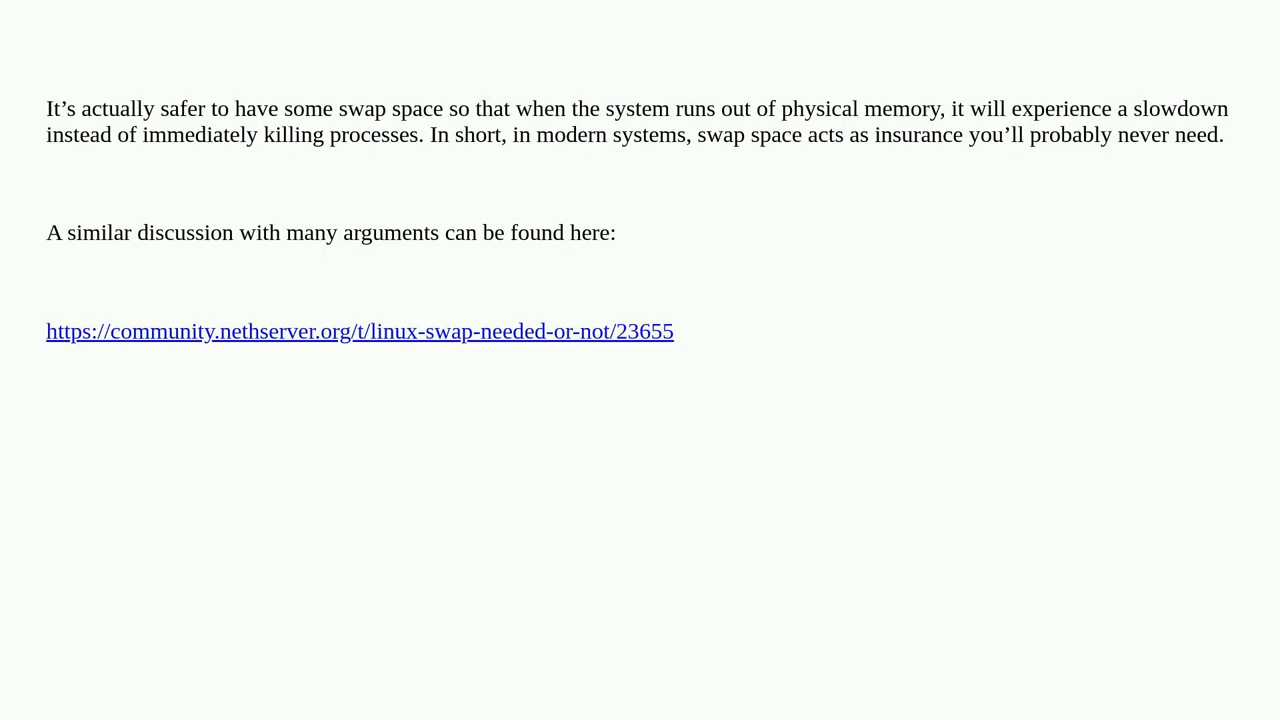 It’s actually safer to have some swap space so that when the system runs out of physical memory, it will experience a slowdown
instead of immediately killing processes. In short, in modern systems, swap space acts as insurance you’ll probably never need.
A similar discussion with many arguments can be found here:
https://community.nethserver.org/t/linux-swap-needed-or-not/23655